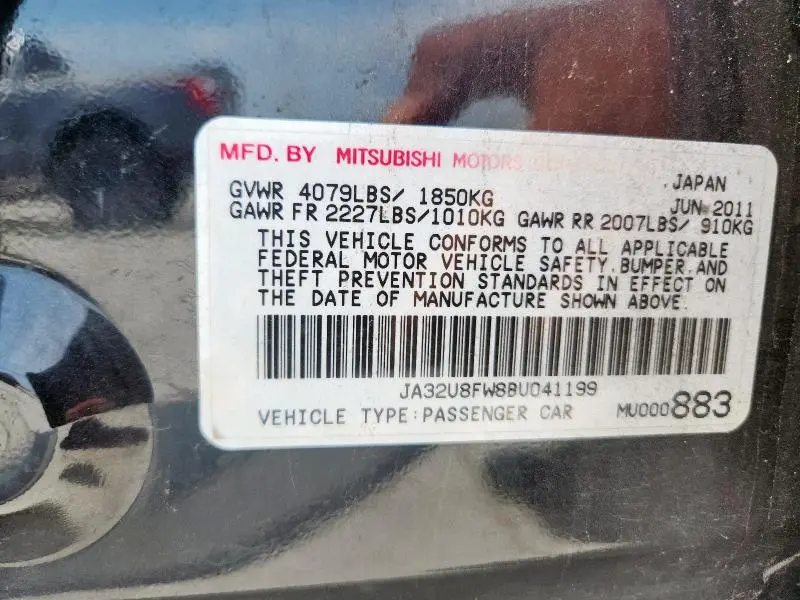 MFD. BY MITSUBISHI MOTORS
JAPAN
GVWR 4079LBS/ 1850KG JUN 2011
GAWR FR 2227LBS/1010KG GAWR RR 2007LBS/ 910KG
THIS VEHICLE CONFORMS TO ALL APPLICABLE
FEDERAL MOTOR VEHICLE SAFETY, BUMPER, AND
THEFT PREVENTION STANDARDS IN EFFECT ON
THE DATE OF MANUFACTURE SHOWN ABOVE.
JA32U8FW8BU041199
VEHICLE TYPE:PASSENGER CAR MU000883